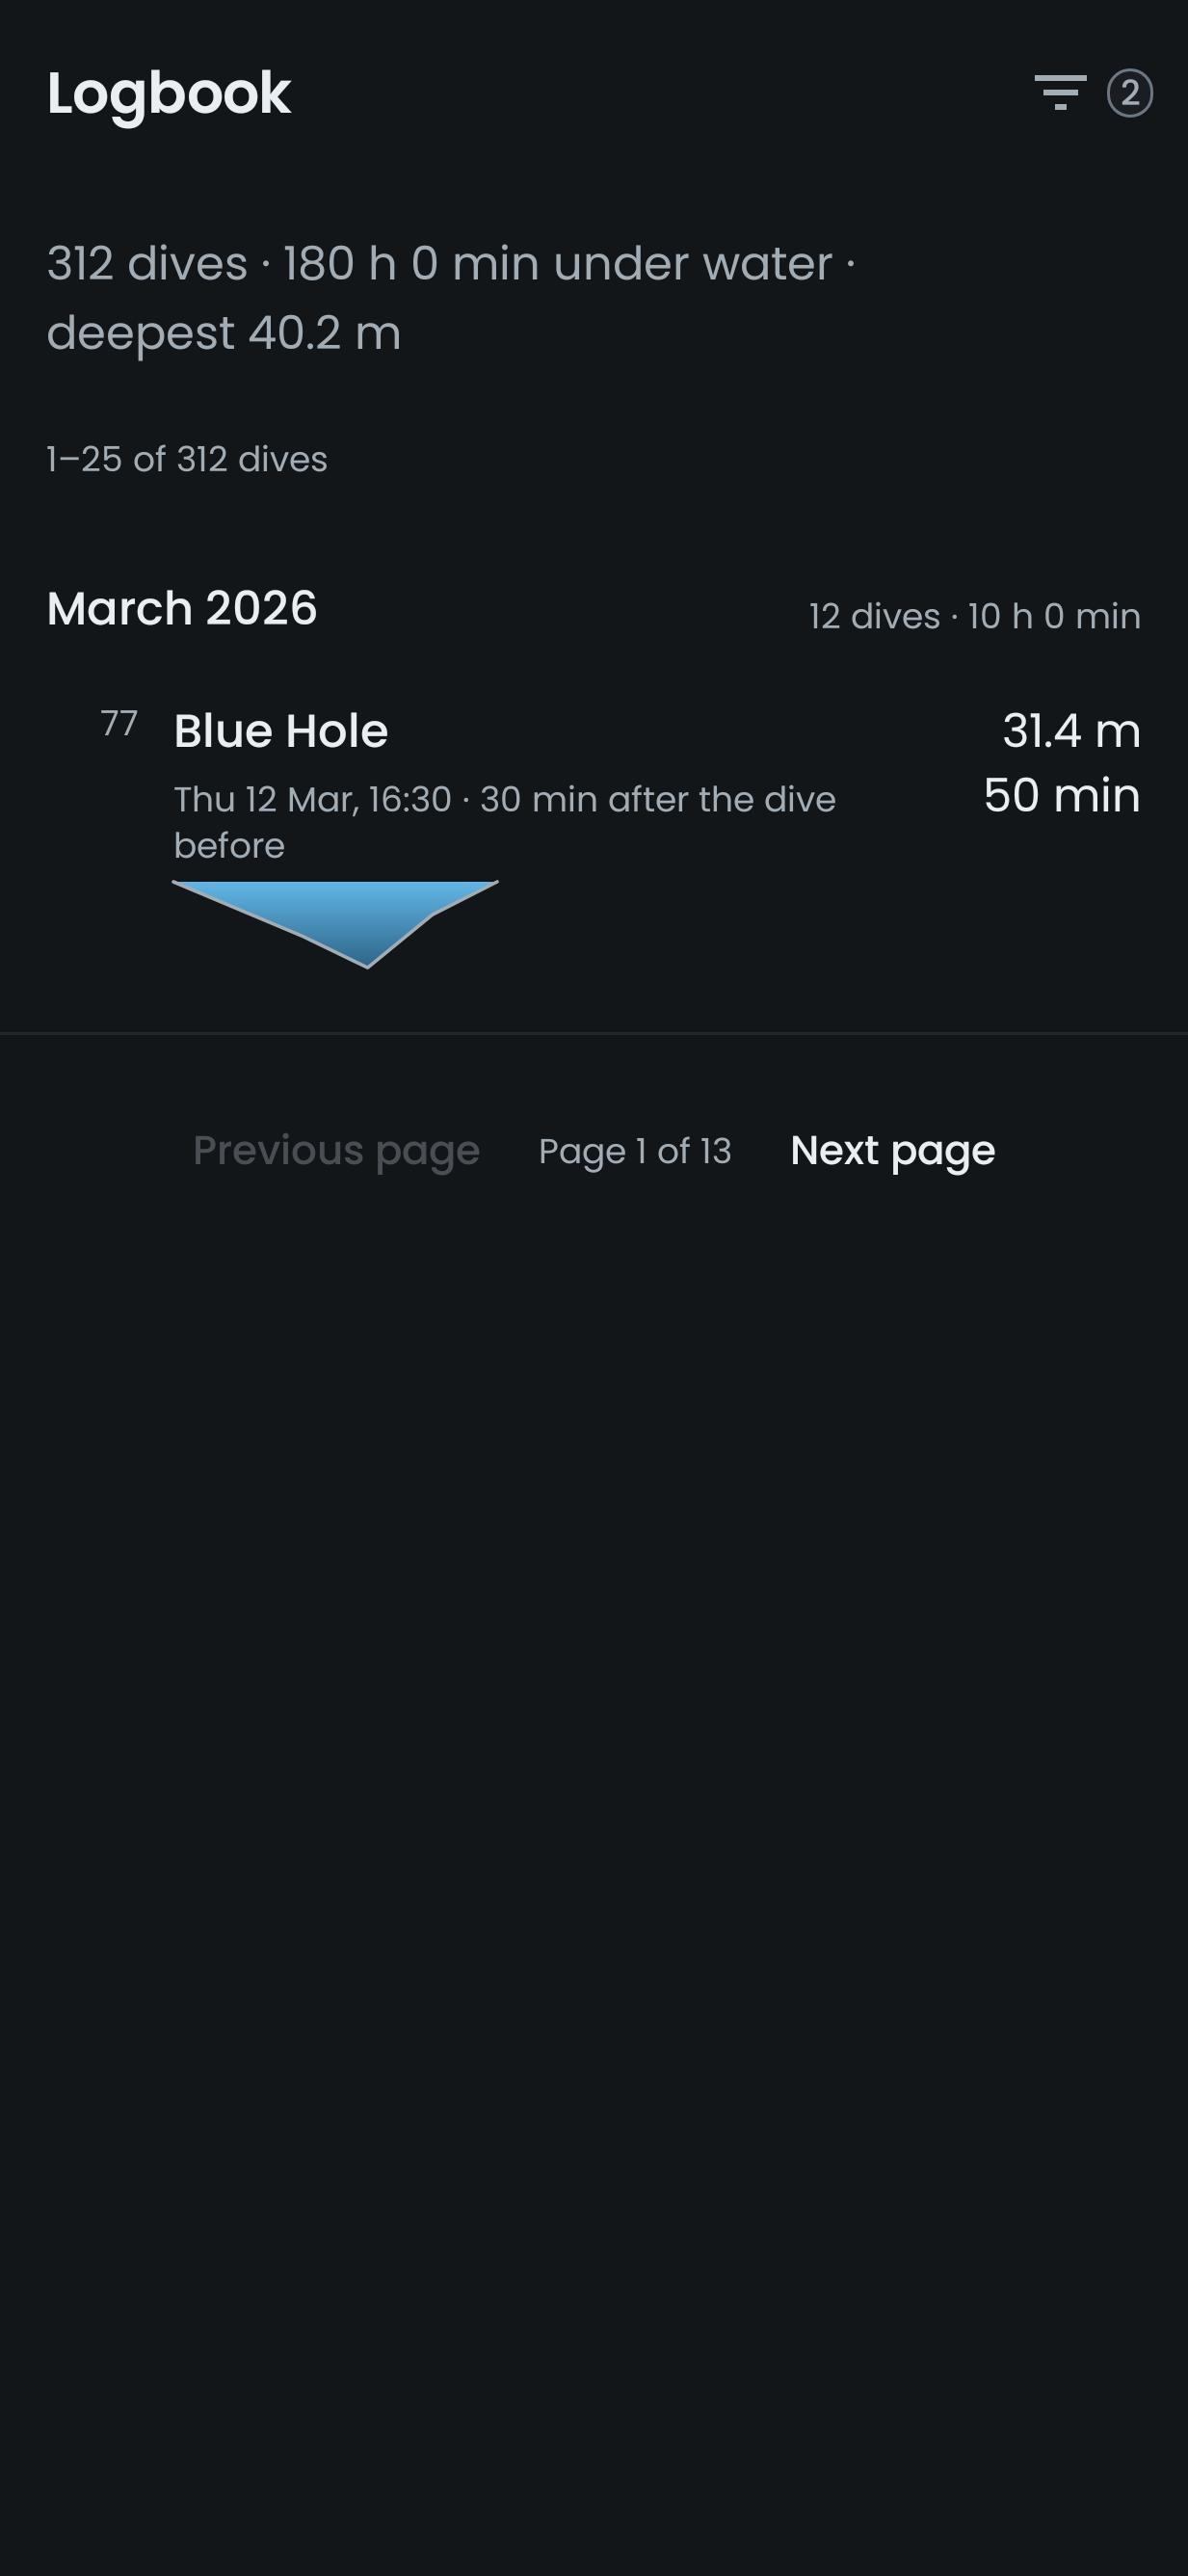 Logbook
2
312 dives · 180 h 0 min under water ·
deepest 40.2 m
1–25 of 312 dives
March 2026
12 dives · 10 h 0 min
77
Blue Hole
31.4 m
Thu 12 Mar, 16:30 · 30 min after the dive
before
50 min
Previous page
Page 1 of 13
Next page